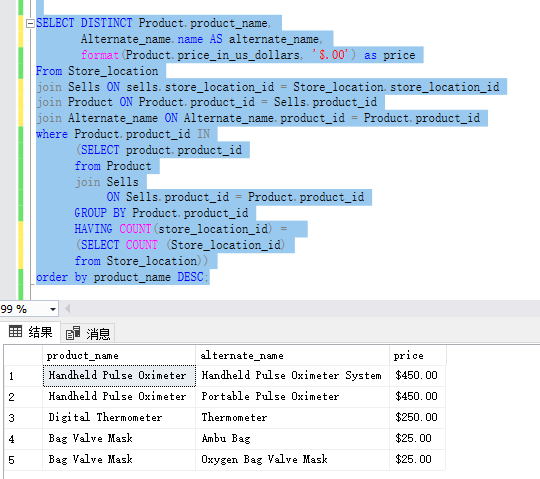 SELECT DISTINCT Product.product_name,
Alternate_name.name AS alternate_name,
format(Product.price_in_us_dollars, '$.00') as price
From Store_location
join Sells ON sells.store_location_id = Store_location.store_location_id
join Product ON Product.product_id = Sells.product_id
join Alternate_name ON Alternate_name.product_id = Product.product_id
where Product.product_id IN
(SELECT product.product_id
from Product
join Sells
ON Sells.product_id = Product.product_id
GROUP BY Product.product_id
HAVING COUNT(store_location_id) =
(SELECT COUNT (Store_location_id)
from Store_location))
order by product_name DESC;
99 %
结果 消息
product_name alternate_name price
1 Handheld Pulse Oximeter Handheld Pulse Oximeter System $450.00
2 Handheld Pulse Oximeter Portable Pulse Oximeter $450.00
3 Digital Thermometer Thermometer $250.00
4 Bag Valve Mask Ambu Bag $25.00
5 Bag Valve Mask Oxygen Bag Valve Mask $25.00